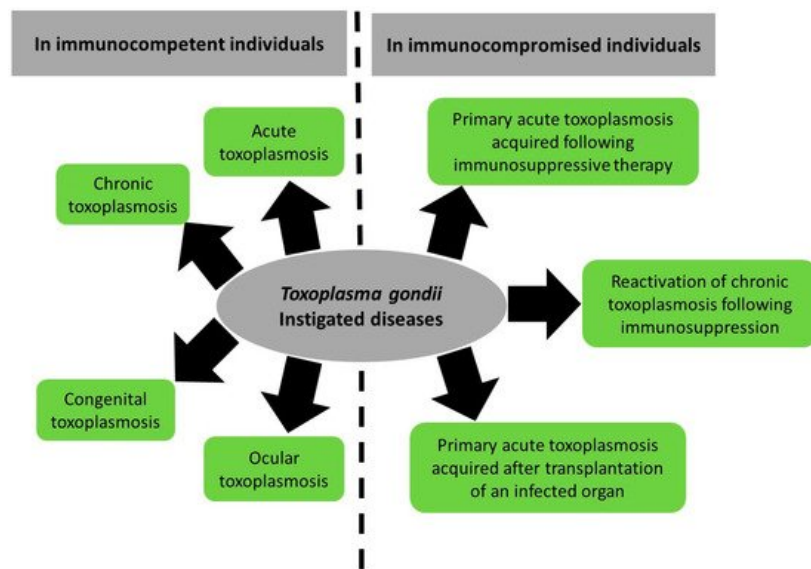 In immunocompetent individuals
In immunocompromised individuals
Acute
toxoplasmosis
Chronic
toxoplasmosis
Congenital
toxoplasmosis
Ocular
toxoplasmosis
Toxoplasma gondii
Instigated diseases
Primary acute toxoplasmosis
acquired following
immunosuppressive therapy
Reactivation of chronic
toxoplasmosis following
immunosuppression
Primary acute toxoplasmosis
acquired after transplantation
of an infected organ